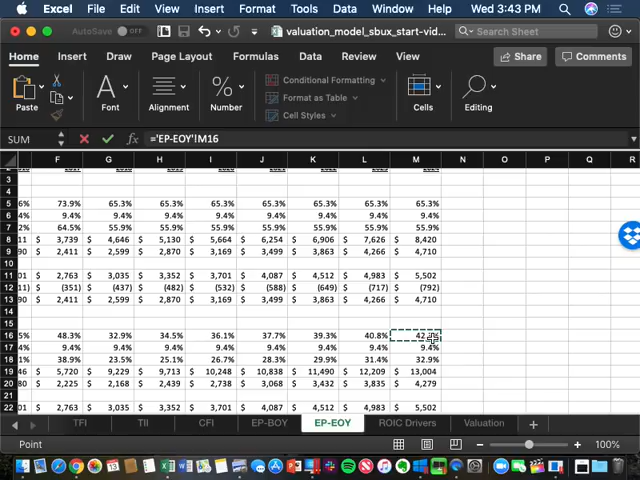 Excel File Edit View Insert Format Tools Data Window Help Wed 3:43 PM
AutoSave OFF valuation_model_sbux_start-vid... Search Sheet
Home Insert Draw Page Layout Formulas Data Review View Share Comments
Paste Font Alignment Number Conditional Formatting Format as Table Cell Styles Cells Editing
SUM fx ='EP-EOY'!M16
F G H I J K L M N O P Q R
3
5 6% 73.9% 65.3% 65.3% 65.3% 65.3% 65.3% 65.3% 65.3%
6 4% 9.4% 9.4% 9.4% 9.4% 9.4% 9.4% 9.4% 9.4%
7 2% 64.5% 55.9% 55.9% 55.9% 55.9% 55.9% 55.9% 55.9%
8 11 $ 3,739 $ 4,646 $ 5,130 $ 5,664 $ 6,254 $ 6,906 $ 7,626 $ 8,420
9 90 $ 2,411 $ 2,599 $ 2,870 $ 3,169 $ 3,499 $ 3,863 $ 4,266 $ 4,710
10
11 01 $ 2,763 $ 3,035 $ 3,352 $ 3,701 $ 4,087 $ 4,512 $ 4,983 $ 5,502
12 11) $ (351) $ (437) $ (482) $ (532) $ (588) $ (649) $ (717) $ (792)
13 90 $ 2,411 $ 2,599 $ 2,870 $ 3,169 $ 3,499 $ 3,863 $ 4,266 $ 4,710
14
15
16 5% 48.3% 32.9% 34.5% 36.1% 37.7% 39.3% 40.8%
17 4% 9.4% 9.4% 9.4% 9.4% 9.4% 9.4% 9.4% 9.4%
18 1% 38.9% 23.5% 25.1% 26.7% 28.3% 29.9% 31.4% 32.9%
19 46 $ 5,720 $ 9,229 $ 9,713 $ 10,248 $ 10,838 $ 11,490 $ 12,209 $ 13,004
20 80 $ 2,225 $ 2,168 $ 2,439 $ 2,738 $ 3,068 $ 3,432 $ 3,835 $ 4,279
21
22 01 $ 2,763 $ 3,035 $ 3,352 $ 3,701 $ 4,087 $ 4,512 $ 4,983 $ 5,502
TFI TII CFI EP-BOY EP-EOY ROIC Drivers Valuation
Point 100%